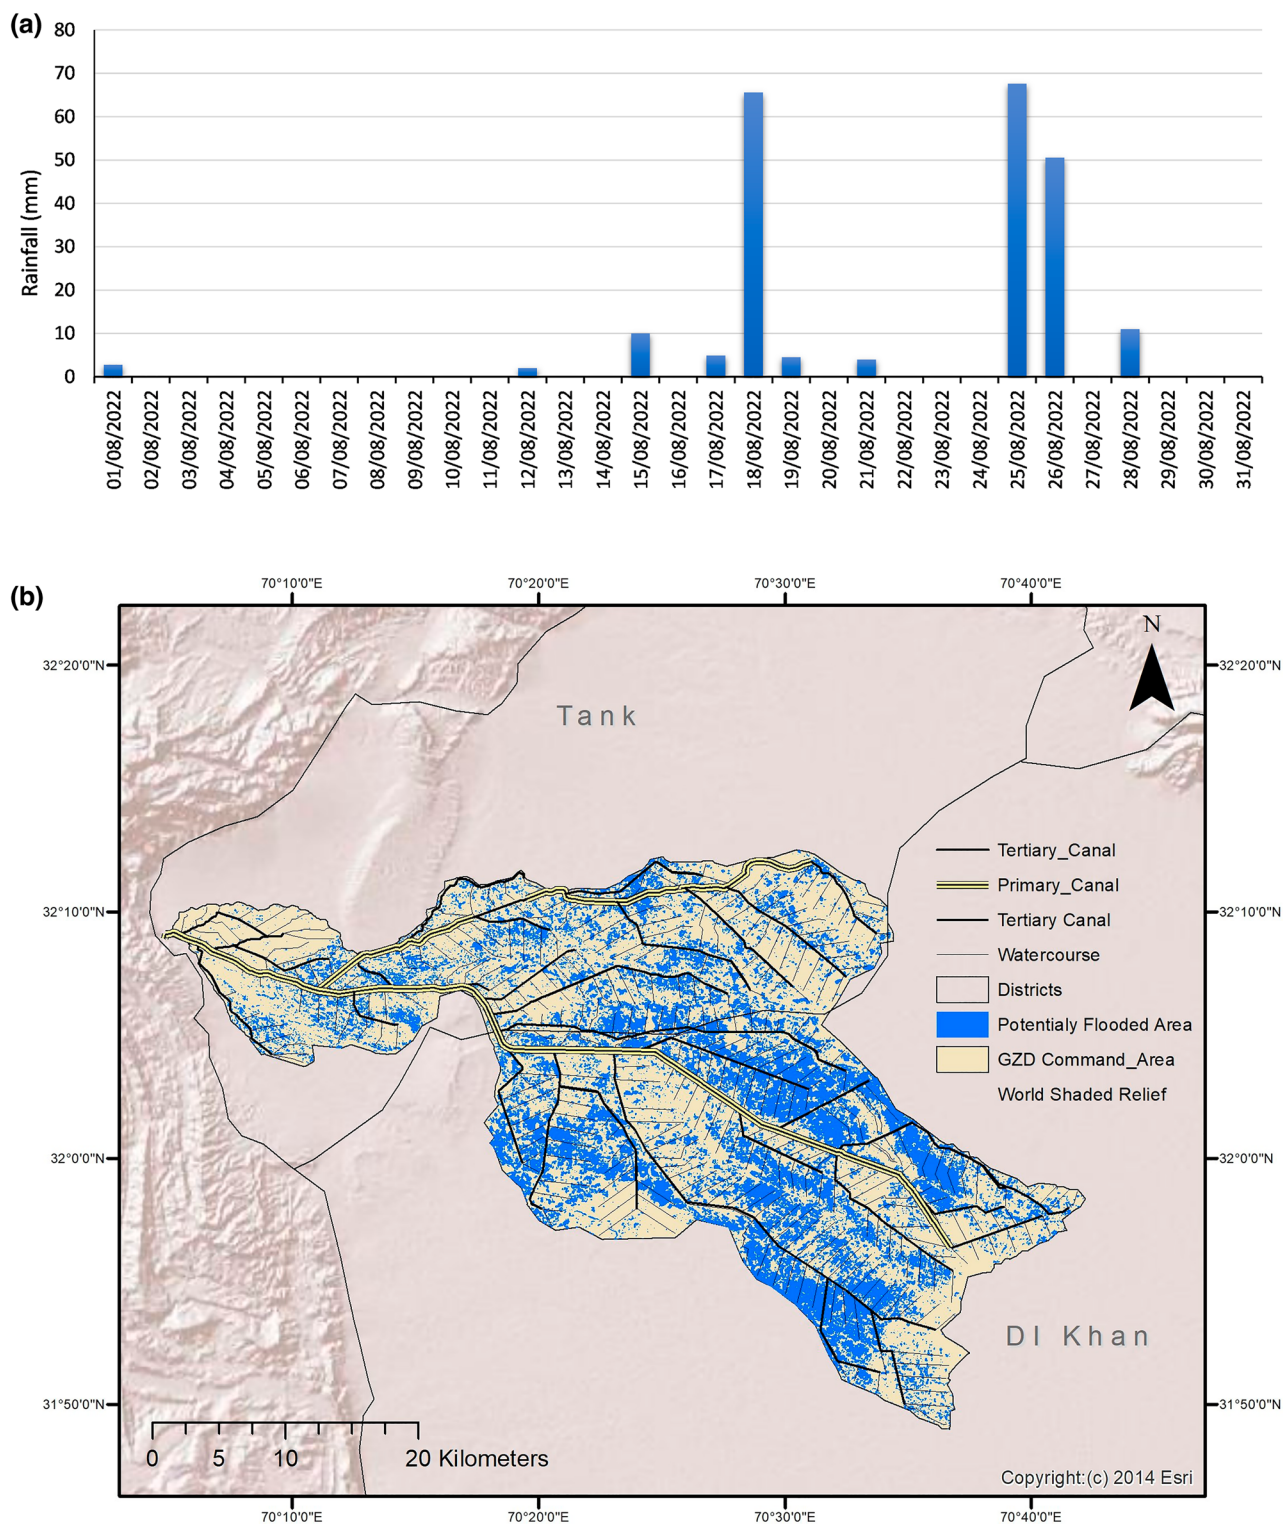 (a)
80
70
60
50
40
30
20
10
0
Rainfall (mm)
01/08/2022
02/08/2022
03/08/2022
04/08/2022
05/08/2022
06/08/2022
07/08/2022
08/08/2022
09/08/2022
10/08/2022
11/08/2022
12/08/2022
13/08/2022
14/08/2022
15/08/2022
16/08/2022
17/08/2022
18/08/2022
19/08/2022
20/08/2022
21/08/2022
22/08/2022
23/08/2022
24/08/2022
25/08/2022
26/08/2022
27/08/2022
28/08/2022
29/08/2022
30/08/2022
31/08/2022
(b)
70°10'0"E 70°20'0"E 70°30'0"E 70°40'0"E
N
32°20'0"N 32°20'0"N
Tank
Tertiary_Canal
Primary_Canal
32°10'0"N 32°10'0"N
Tertiary Canal
Watercourse
Districts
Potentialy Flooded Area
GZD Command_Area
World Shaded Relief
32°0'0"N 32°0'0"N
DI Khan
31°50'0"N 31°50'0"N
0 5 10 20 Kilometers
Copyright:(c) 2014 Esri
70°10'0"E 70°20'0"E 70°30'0"E 70°40'0"E